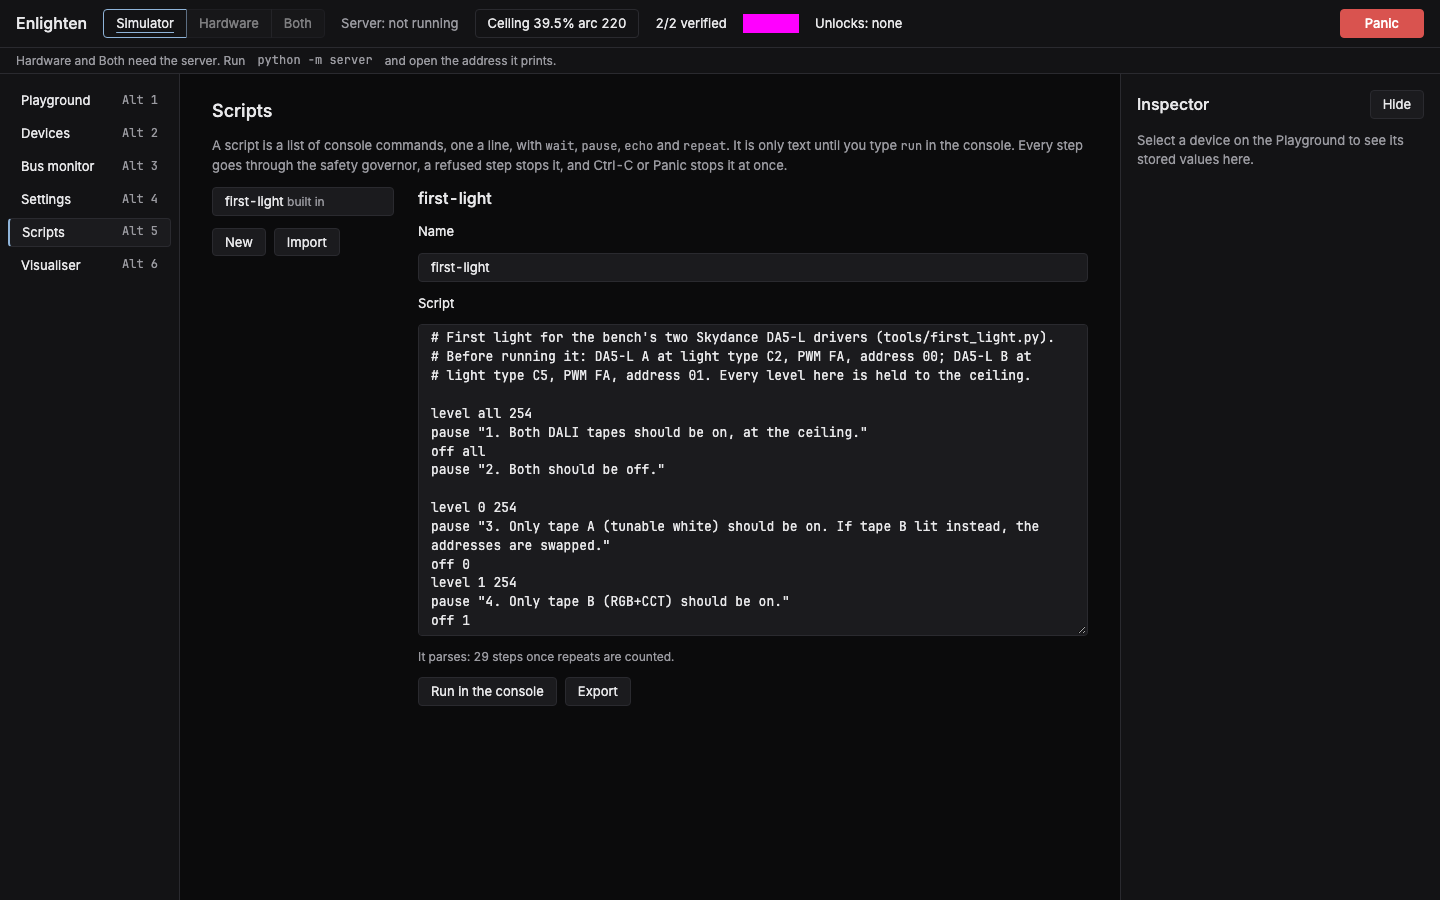 Enlighten Simulator Hardware Both Server: not running Ceiling 39.5% arc 220 2/2 verified Unlocks: none Panic
Hardware and Both need the server. Run python -m server and open the address it prints.
Playground Alt 1
Devices Alt 2
Bus monitor Alt 3
Settings Alt 4
Scripts Alt 5
Visualiser Alt 6
Scripts
A script is a list of console commands, one a line, with wait, pause, echo and repeat. It is only text until you type run in the console. Every step
goes through the safety governor, a refused step stops it, and Ctrl-C or Panic stops it at once.
first-light built in
New Import
first-light
Name
first-light
Script
# First light for the bench's two Skydance DA5-L drivers (tools/first_light.py).
# Before running it: DA5-L A at light type C2, PWM FA, address 00; DA5-L B at
# light type C5, PWM FA, address 01. Every level here is held to the ceiling.
level all 254
pause "1. Both DALI tapes should be on, at the ceiling."
off all
pause "2. Both should be off."
level 0 254
pause "3. Only tape A (tunable white) should be on. If tape B lit instead, the
addresses are swapped."
off 0
level 1 254
pause "4. Only tape B (RGB+CCT) should be on."
off 1
It parses: 29 steps once repeats are counted.
Run in the console Export
Inspector Hide
Select a device on the Playground to see its
stored values here.